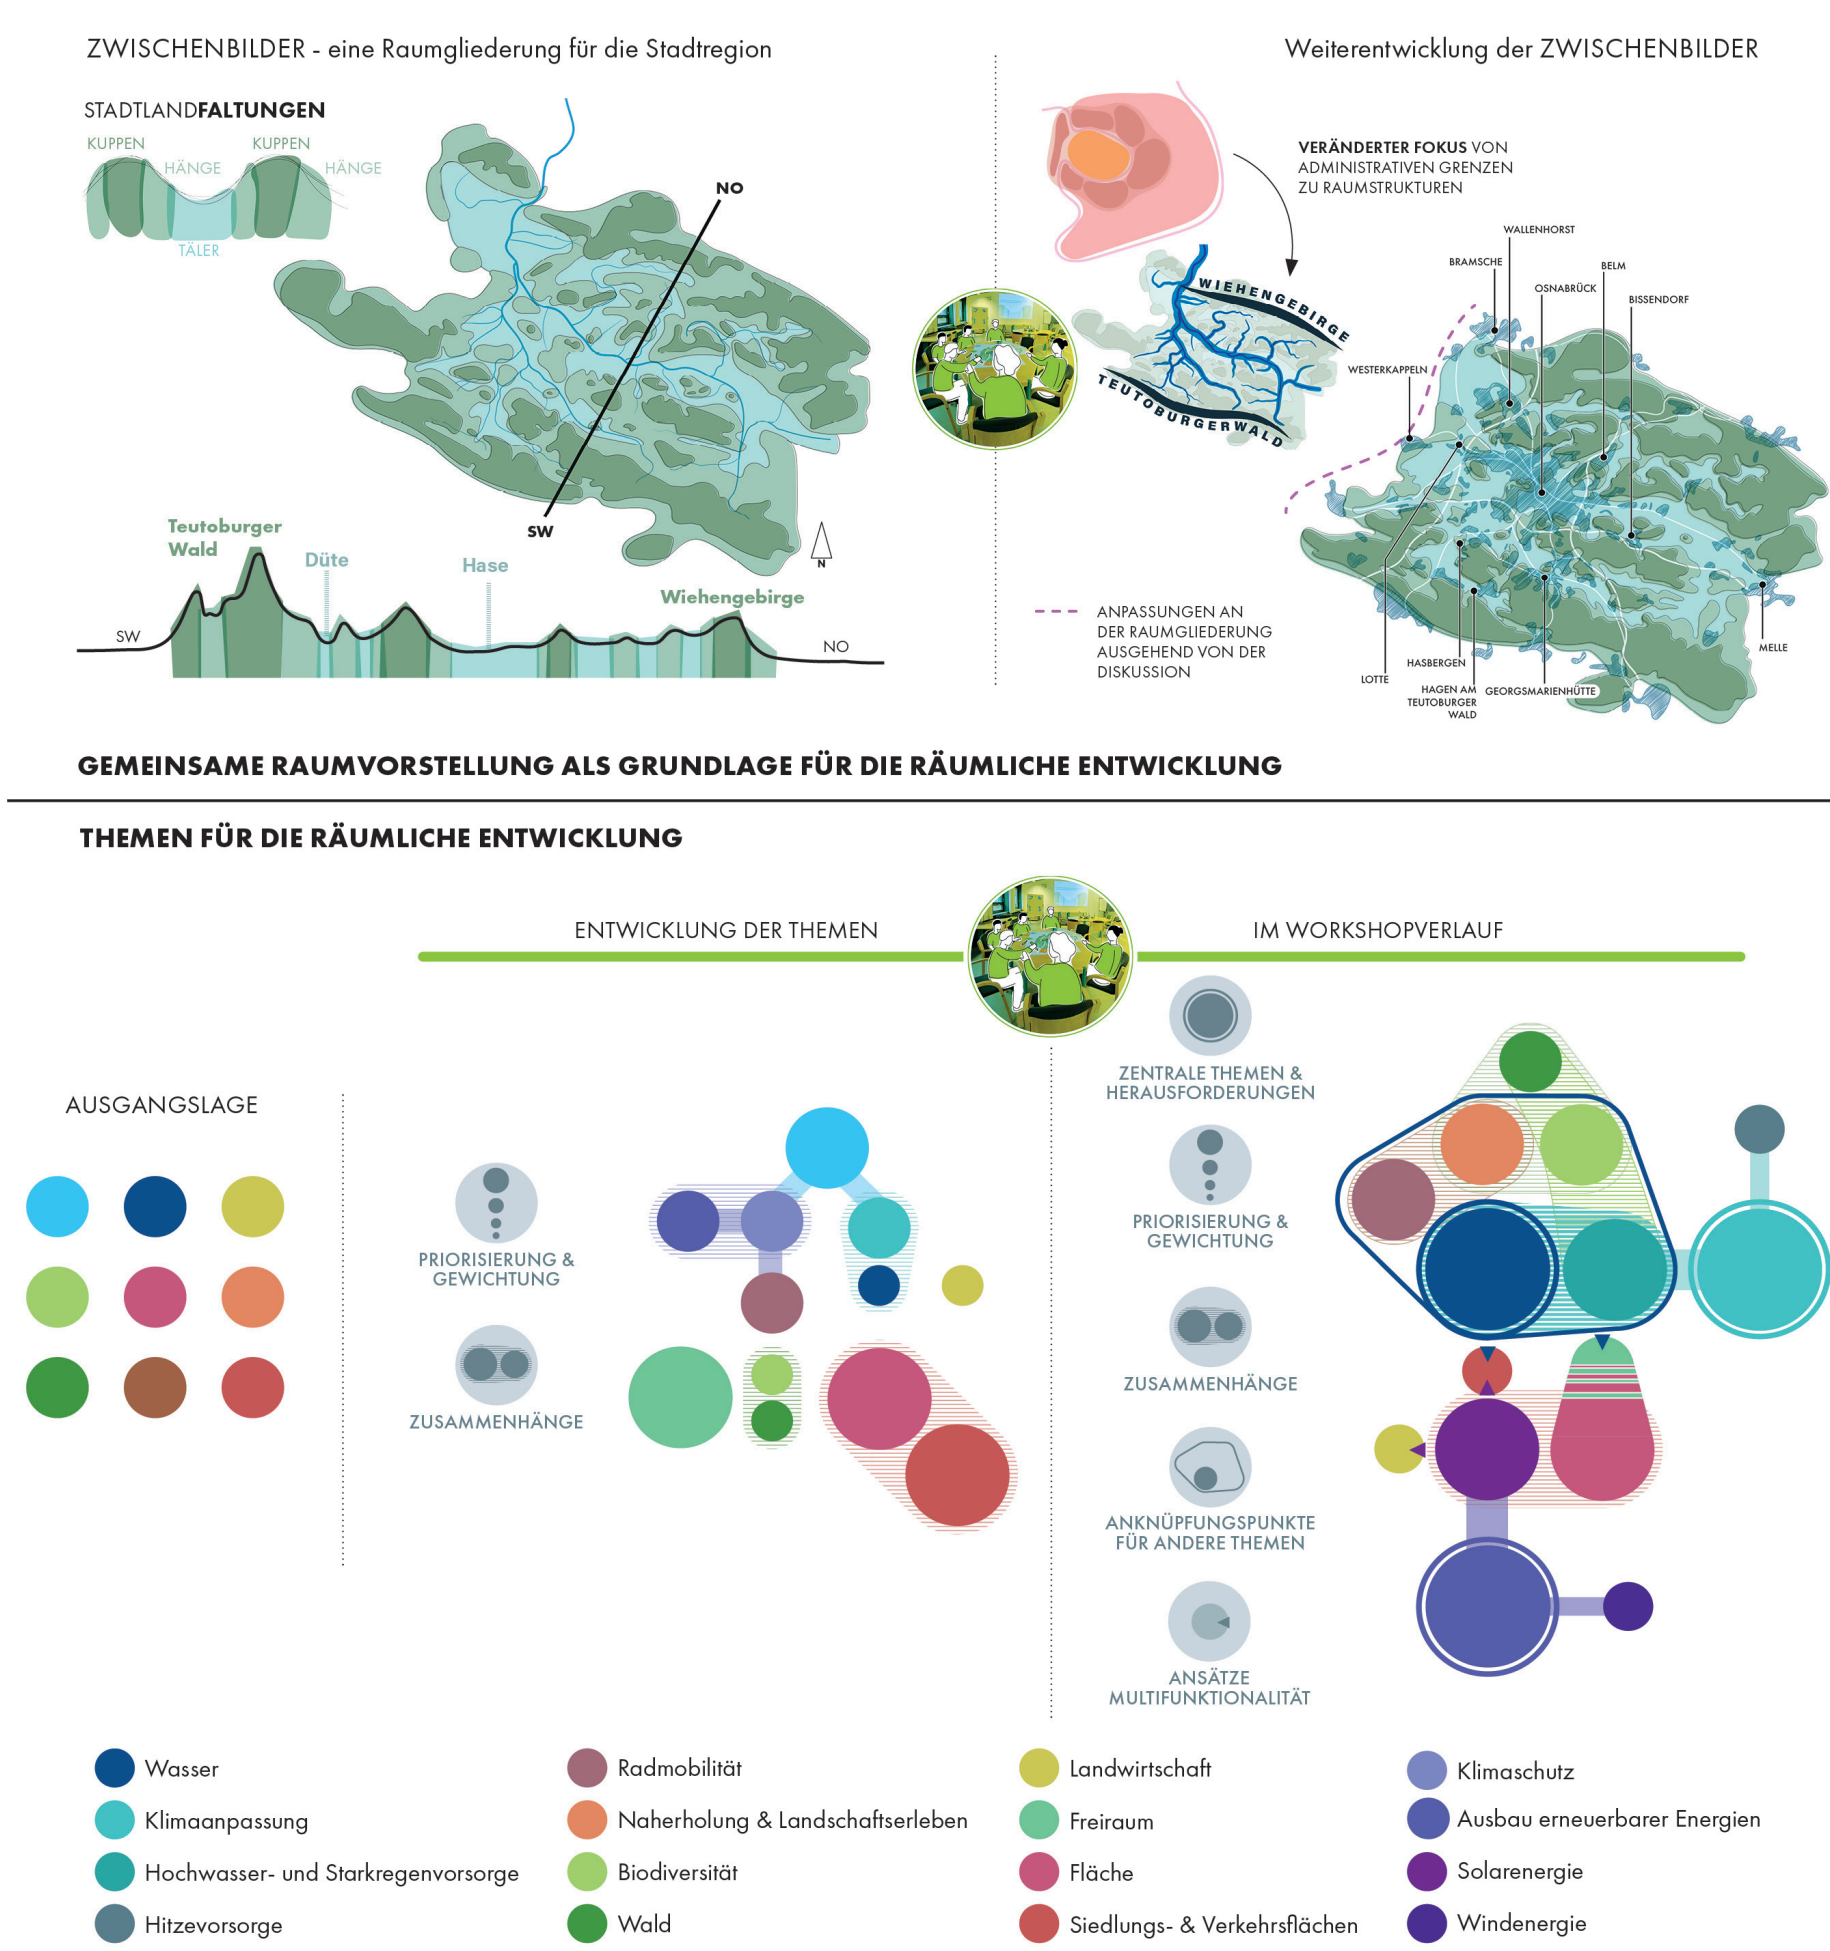 ZWISCHENBILDER - eine Raumgliederung für die Stadtregion
STADTLANDFALTUNGEN
KUPPEN
KUPPEN
HÄNGE
HÄNGE
TÄLER
NO
SW
N
Teutoburger
Wald
Düte
Hase
Wiehengebirge
SW
NO
Weiterentwicklung der ZWISCHENBILDER
VERÄNDERTER FOKUS VON
ADMINISTRATIVEN GRENZEN
ZU RAUMSTRUKTUREN
WIEHENGEBIRGE
TEUTOBURGERWALD
WALLENHORST
BRAMSCHE
BELM
OSNABRÜCK
BISSENDORF
WESTERKAPPELN
MELLE
HASBERGEN
LOTTE
HAGEN AM
TEUTOBURGER
WALD
GEORGSMARIENHÜTTE
ANPASSUNGEN AN
DER RAUMGLIEDERUNG
AUSGEHEND VON DER
DISKUSSION
GEMEINSAME RAUMVORSTELLUNG ALS GRUNDLAGE FÜR DIE RÄUMLICHE ENTWICKLUNG
THEMEN FÜR DIE RÄUMLICHE ENTWICKLUNG
ENTWICKLUNG DER THEMEN
IM WORKSHOPVERLAUF
AUSGANGSLAGE
PRIORISIERUNG &
GEWICHTUNG
ZUSAMMENHÄNGE
ZENTRALE THEMEN &
HERAUSFORDERUNGEN
PRIORISIERUNG &
GEWICHTUNG
ZUSAMMENHÄNGE
ANKNÜPFUNGSPUNKTE
FÜR ANDERE THEMEN
ANSÄTZE
MULTIFUNKTIONALITÄT
Wasser
Klimaanpassung
Hochwasser- und Starkregenvorsorge
Hitzevorsorge
Radmobilität
Naherholung & Landschaftserleben
Biodiversität
Wald
Landwirtschaft
Freiraum
Fläche
Siedlungs- & Verkehrsflächen
Klimaschutz
Ausbau erneuerbarer Energien
Solarenergie
Windenergie